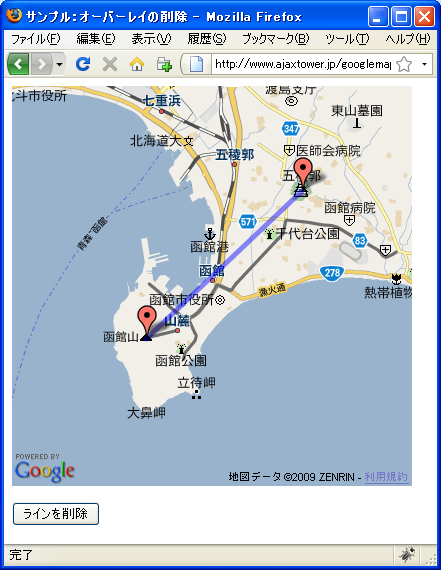 サンプル：オーバーレイの削除 - Mozilla Firefox
ファイル(F) 編集(E) 表示(V) 履歴(S) ブックマーク(B) ツール(T) ヘルプ(H)
http://www.ajaxtower.jp/googlemap
北斗市役所
七重浜
渡島支庁
東山墓園
347
北海道大
医師会病院
五稜郭
五稜郭
函館病院
青森-函館
571
千代台公園
83
函館港
函館
278
漁火通
熱帯植物
函館市役所
山麓
函館山
函館公園
立待岬
大鼻岬
POWERED BY
Google
地図データ ©2009 ZENRIN - 利用規約
ラインを削除
完了